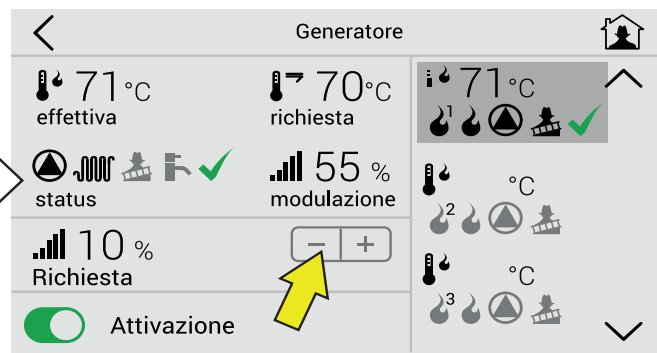 Generatore
71°C
effettiva
70°C
richiesta
status
55 %
modulazione
10 %
Richiesta
Attivazione
71°C
1
°C
2
°C
3